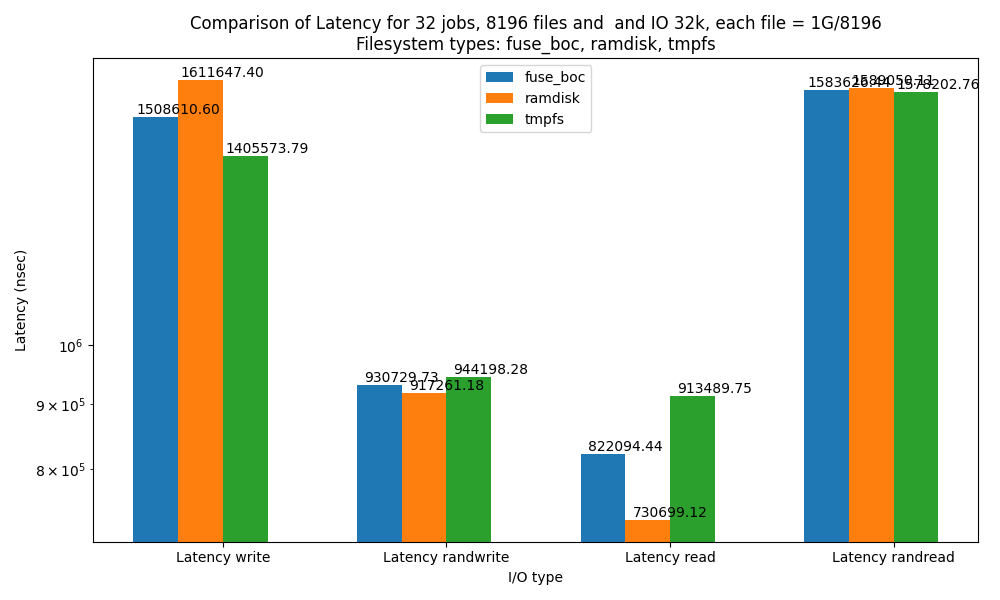 Comparison of Latency for 32 jobs, 8196 files and  and IO 32k, each file = 1G/8196
Filesystem types: fuse_boc, ramdisk, tmpfs
fuse_boc
ramdisk
tmpfs
1611647.40
1508610.60
1405573.79
1589050.11
1578202.76
930729.73
917261.18
944198.28
822094.44
730699.12
913489.75
Latency (nsec)
10^6
9 × 10^5
8 × 10^5
Latency write
Latency randwrite
Latency read
Latency randread
I/O type